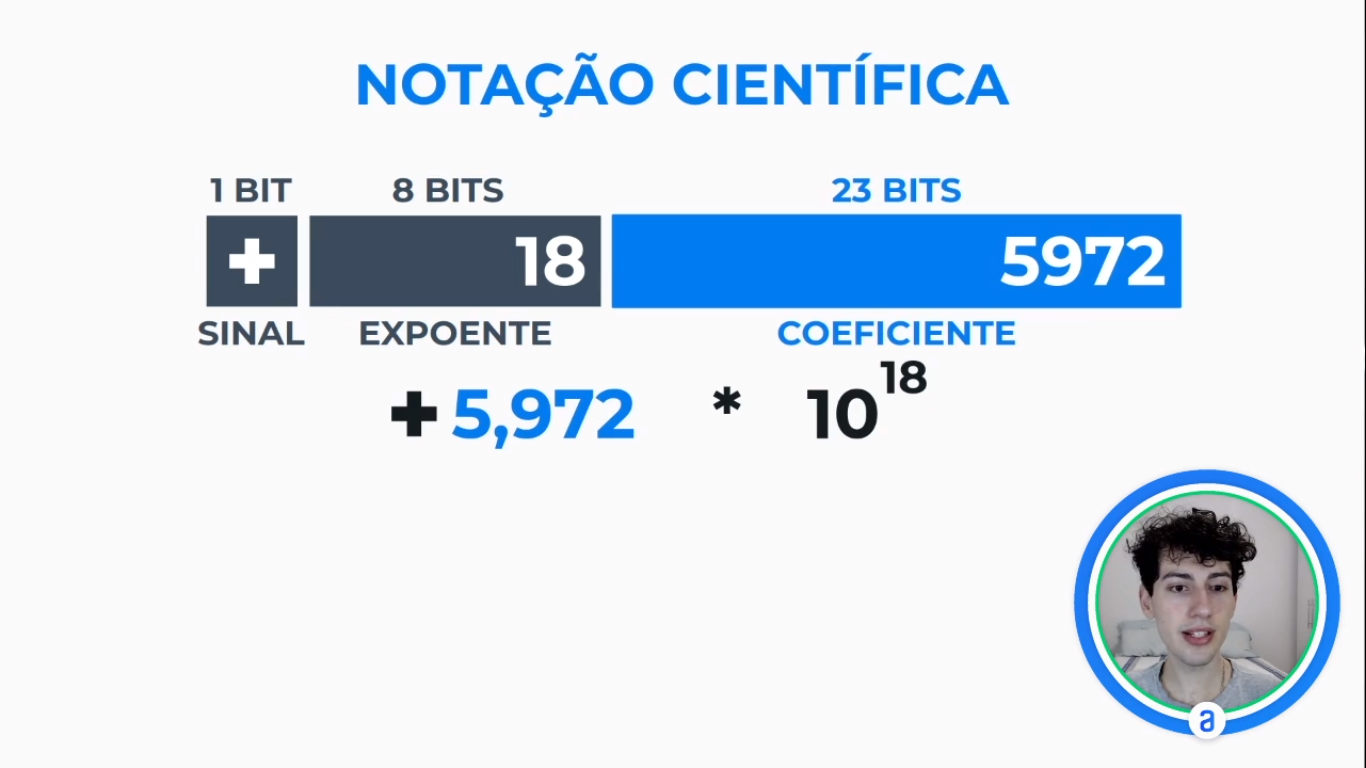 NOTAÇÃO CIENTÍFICA
1 BIT 8 BITS 23 BITS
+ 18 5972
SINAL EXPOENTE COEFICIENTE
+ 5,972 * 10^18
a